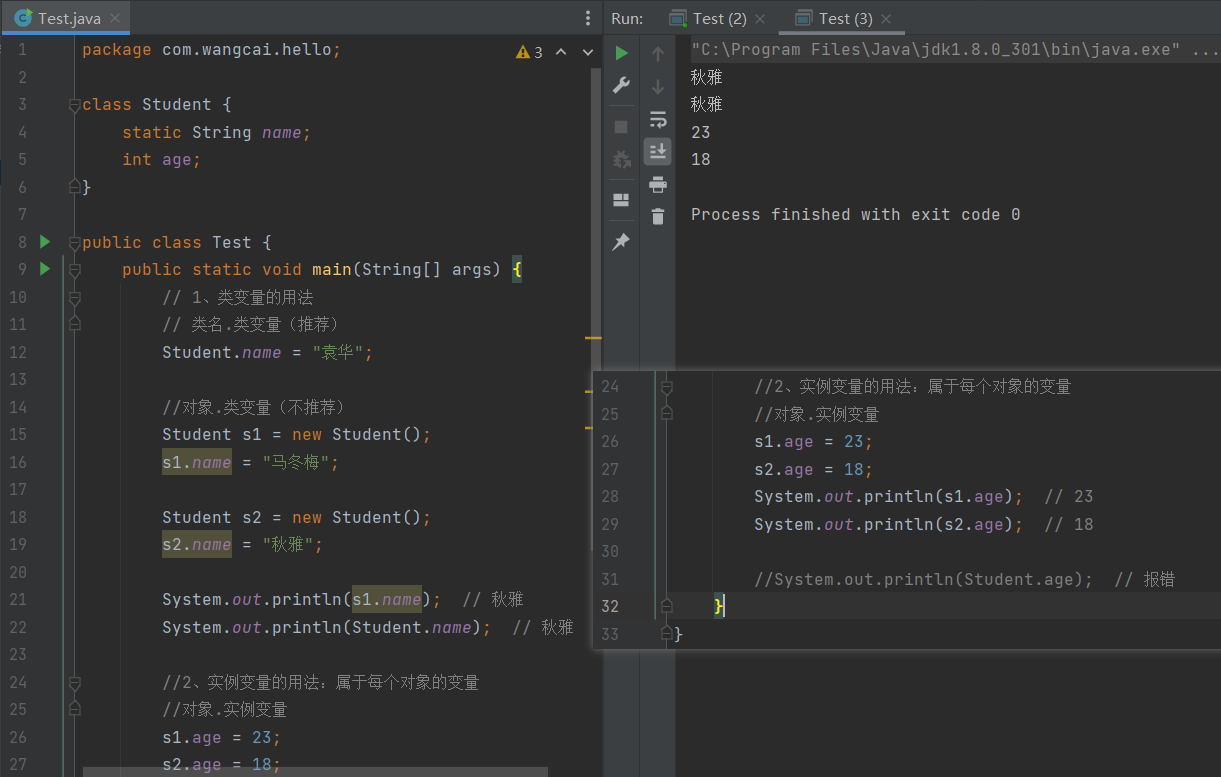 Test.java
Run:
Test (2)
Test (3)
3
1 package com.wangcai.hello;
2
3 class Student {
4 static String name;
5 int age;
6 }
7
8 public class Test {
9 public static void main(String[] args) {
10 // 1、类变量的用法
11 // 类名.类变量（推荐）
12 Student.name = "袁华";
13
14 //对象.类变量（不推荐）
15 Student s1 = new Student();
16 s1.name = "马冬梅";
17
18 Student s2 = new Student();
19 s2.name = "秋雅";
20
21 System.out.println(s1.name); // 秋雅
22 System.out.println(Student.name); // 秋雅
23
24 //2、实例变量的用法：属于每个对象的变量
25 //对象.实例变量
26 s1.age = 23;
27 s2.age = 18;
"C:\Program Files\Java\jdk1.8.0_301\bin\java.exe" ...
秋雅
秋雅
23
18
Process finished with exit code 0
24 //2、实例变量的用法：属于每个对象的变量
25 //对象.实例变量
26 s1.age = 23;
27 s2.age = 18;
28 System.out.println(s1.age); // 23
29 System.out.println(s2.age); // 18
30
31 //System.out.println(Student.age); // 报错
32 }
33 }